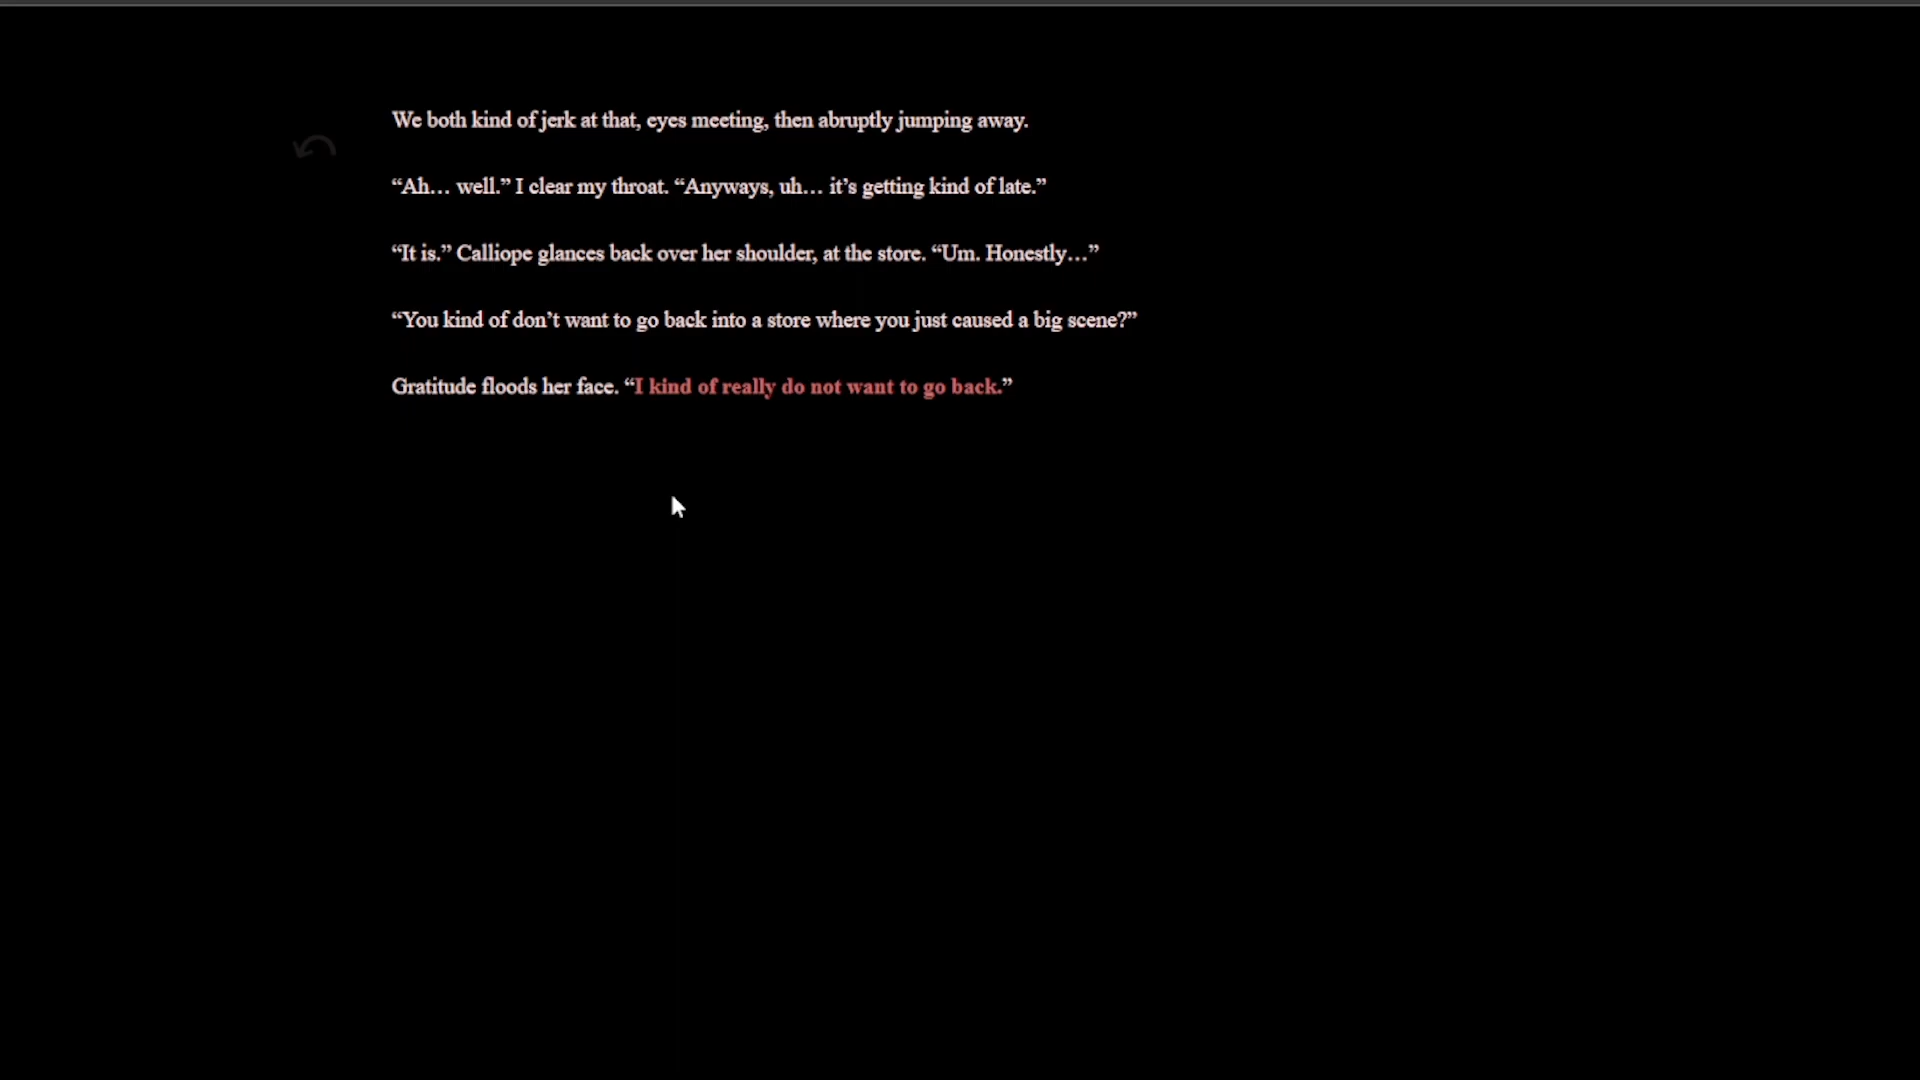 We both kind of jerk at that, eyes meeting, then abruptly jumping away.
“Ah… well.” I clear my throat. “Anyways, uh… it’s getting kind of late.”
“It is.” Calliope glances back over her shoulder, at the store. “Um. Honestly…”
“You kind of don’t want to go back into a store where you just caused a big scene?”
Gratitude floods her face. “I kind of really do not want to go back.”